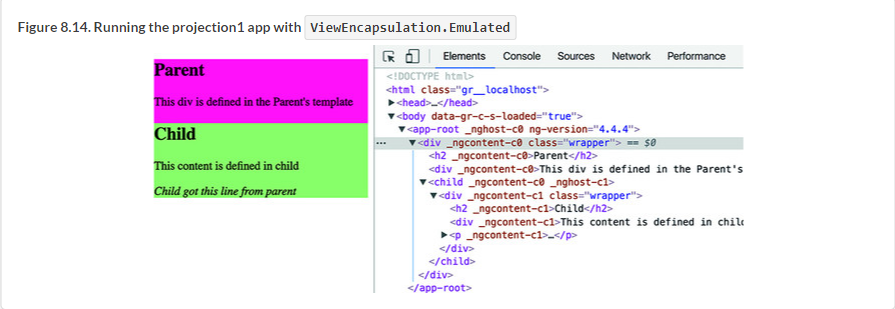 Figure 8.14. Running the projection1 app with ViewEncapsulation.Emulated
Parent
This div is defined in the Parent's template
Child
This content is defined in child
Child got this line from parent
Elements Console Sources Network Performance
<!DOCTYPE html>
<html class="gr__localhost">
▶<head>…</head>
▼<body data-gr-c-s-loaded="true">
▼<app-root _nghost-c0 ng-version="4.4.4">
… ▼<div _ngcontent-c0 class="wrapper"> == $0
<h2 _ngcontent-c0>Parent</h2>
<div _ngcontent-c0>This div is defined in the Parent's
▼<child _ngcontent-c0 _nghost-c1>
▼<div _ngcontent-c1 class="wrapper">
<h2 _ngcontent-c1>Child</h2>
<div _ngcontent-c1>This content is defined in child
▶<p _ngcontent-c1>…</p>
</div>
</child>
</div>
</app-root>